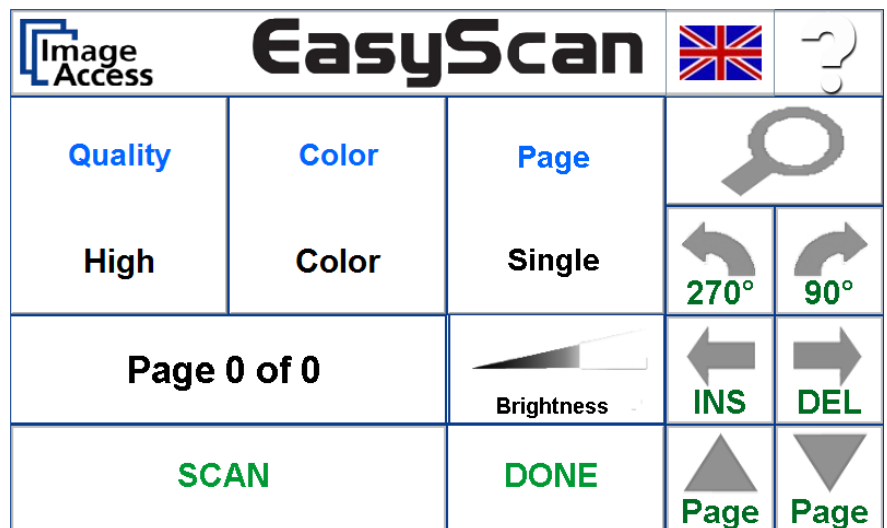 Image
Access
EasyScan
?
Quality
Color
Page
High
Color
Single
270°
90°
Page 0 of 0
Brightness
INS
DEL
SCAN
DONE
Page
Page